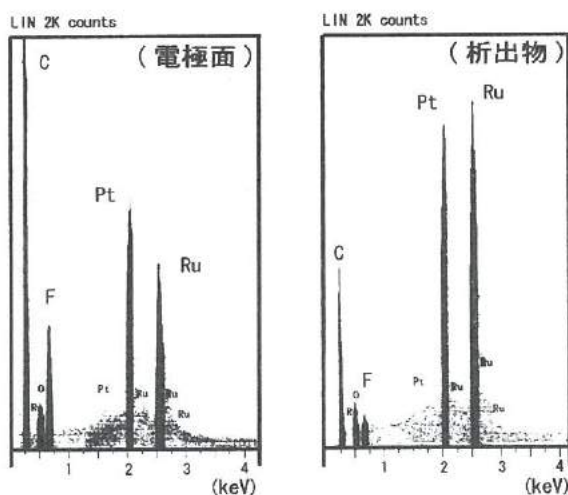 LIN 2K counts
(電極面)
C
Pt
Ru
F
O
R
Pt
Ru
Ru
Ru
1
2
3
4
(keV)
LIN 2K counts
(析出物)
Pt
Ru
C
F
O
R
Pt
Ru
Ru
Ru
1
2
3
4
(keV)